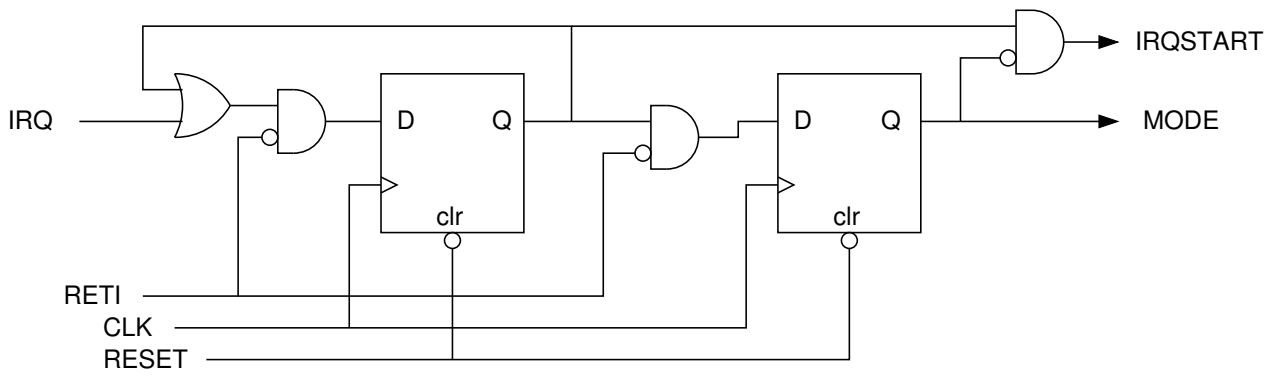 IRQSTART
IRQ
D
Q
D
Q
MODE
clr
clr
RETI
CLK
RESET